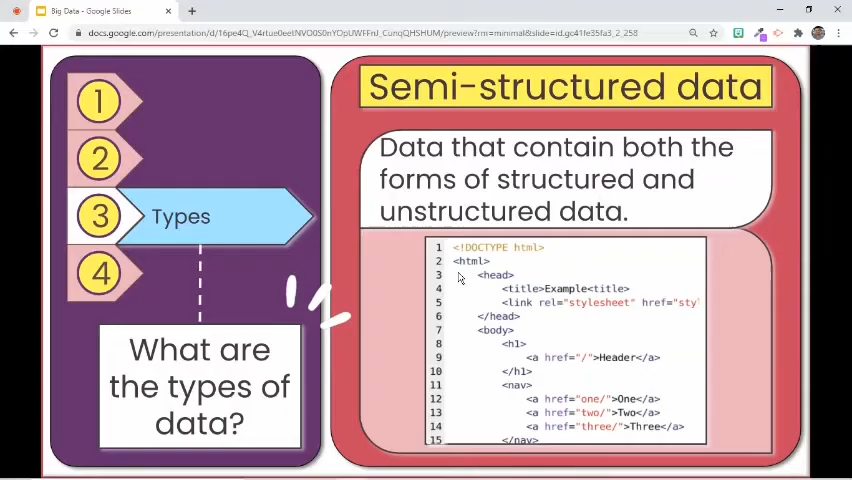 Big Data - Google Slides
docs.google.com/presentation/d/16pe4Q_V4rtue0eetNVO0S0nYOpUWFFnJ_CunqQHSHUM/preview?rm=minimal&slide=id.gc41fe35fa3_2_258
1
2
3
Types
4
What are
the types of
data?
Semi-structured data
Data that contain both the
forms of structured and
unstructured data.
1 <!DOCTYPE html>
2 <html>
3 <head>
4 <title>Example<title>
5 <link rel="stylesheet" href="styl
6 </head>
7 <body>
8 <h1>
9 <a href="/">Header</a>
10 </h1>
11 <nav>
12 <a href="one/">One</a>
13 <a href="two/">Two</a>
14 <a href="three/">Three</a>
15 </nav>